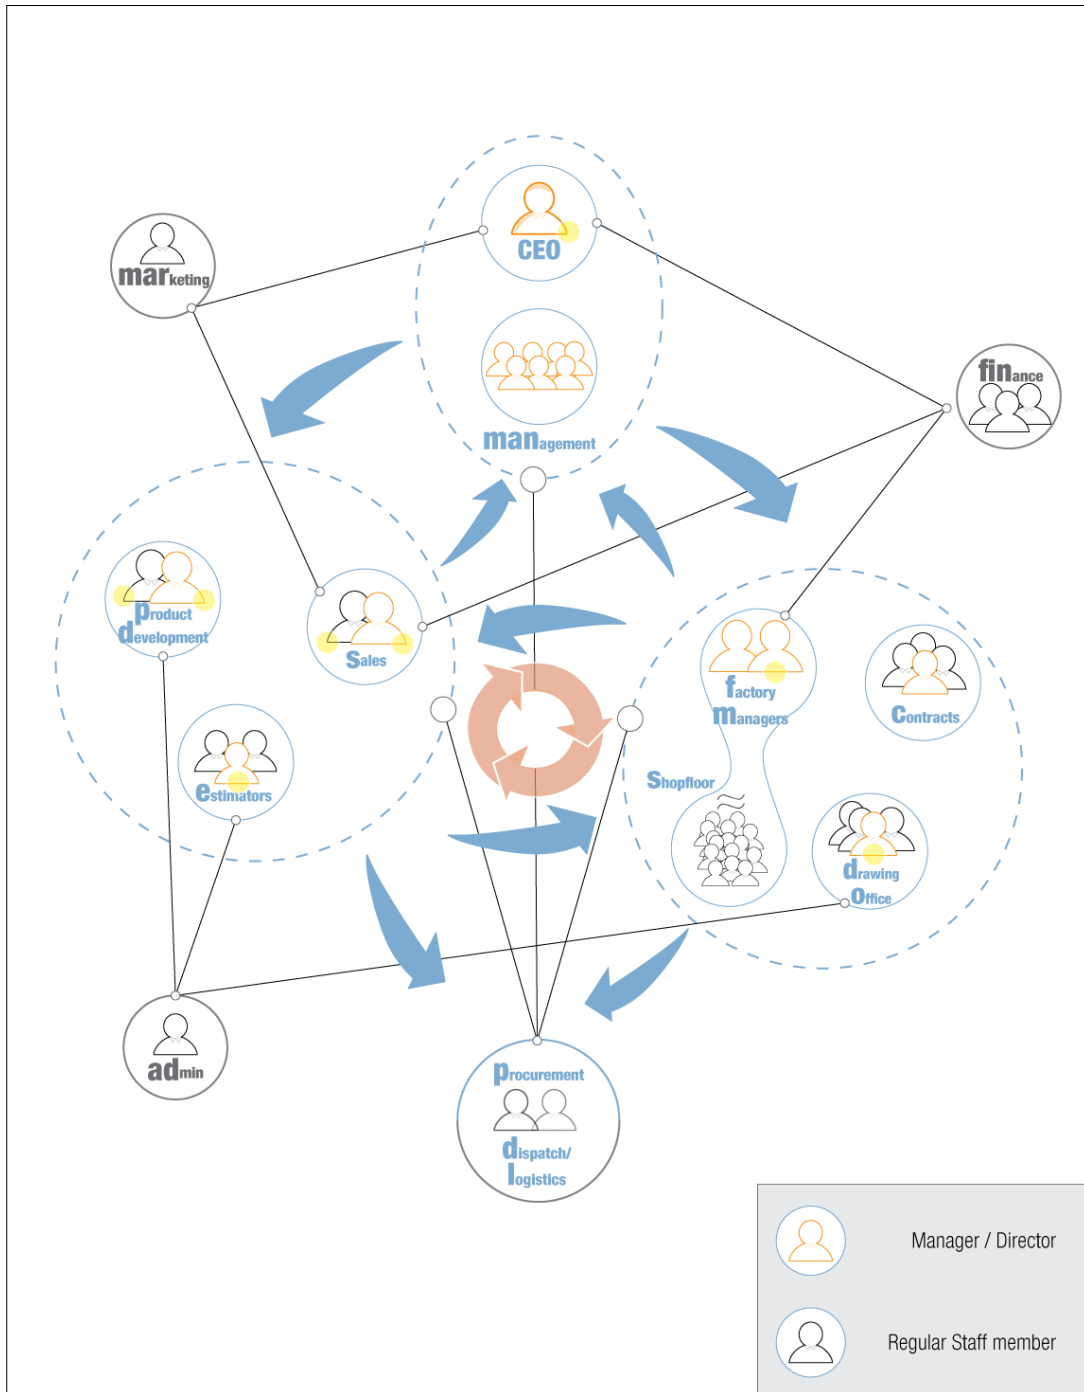 CEO
marketing
finance
management
product
development
Sales
factory
managers
Contracts
estimators
Shopfloor
drawing
office
admin
procurement
dispatch/
logistics
Manager / Director
Regular Staff member